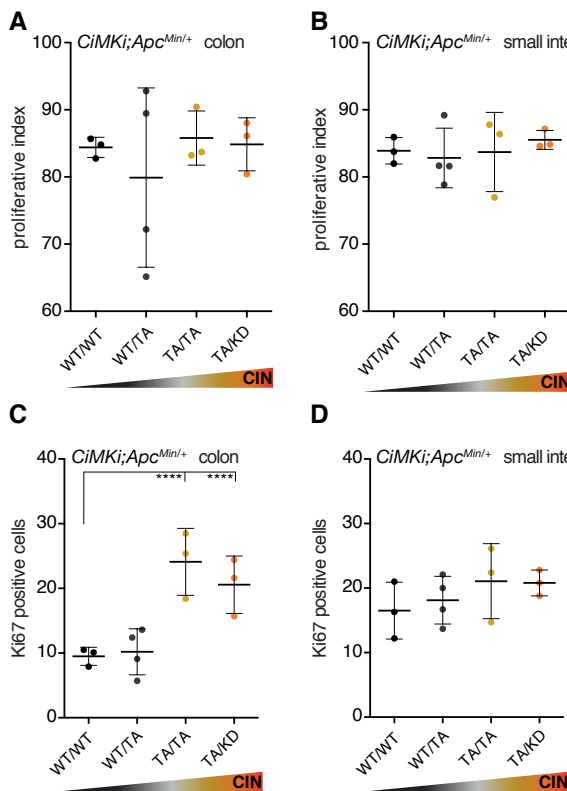 A
CiMKi;Apc^Min/+ colon
proliferative index
100
90
80
70
60
WT/WT
WT/TA
TA/TA
TA/KD
CIN
B
CiMKi;Apc^Min/+ small inte
proliferative index
100
90
80
70
60
WT/WT
WT/TA
TA/TA
TA/KD
CIN
C
CiMKi;Apc^Min/+ colon
**** ****
Ki67 positive cells
40
30
20
10
0
WT/WT
WT/TA
TA/TA
TA/KD
CIN
D
CiMKi;Apc^Min/+ small inte
Ki67 positive cells
40
30
20
10
0
WT/WT
WT/TA
TA/TA
TA/KD
CIN